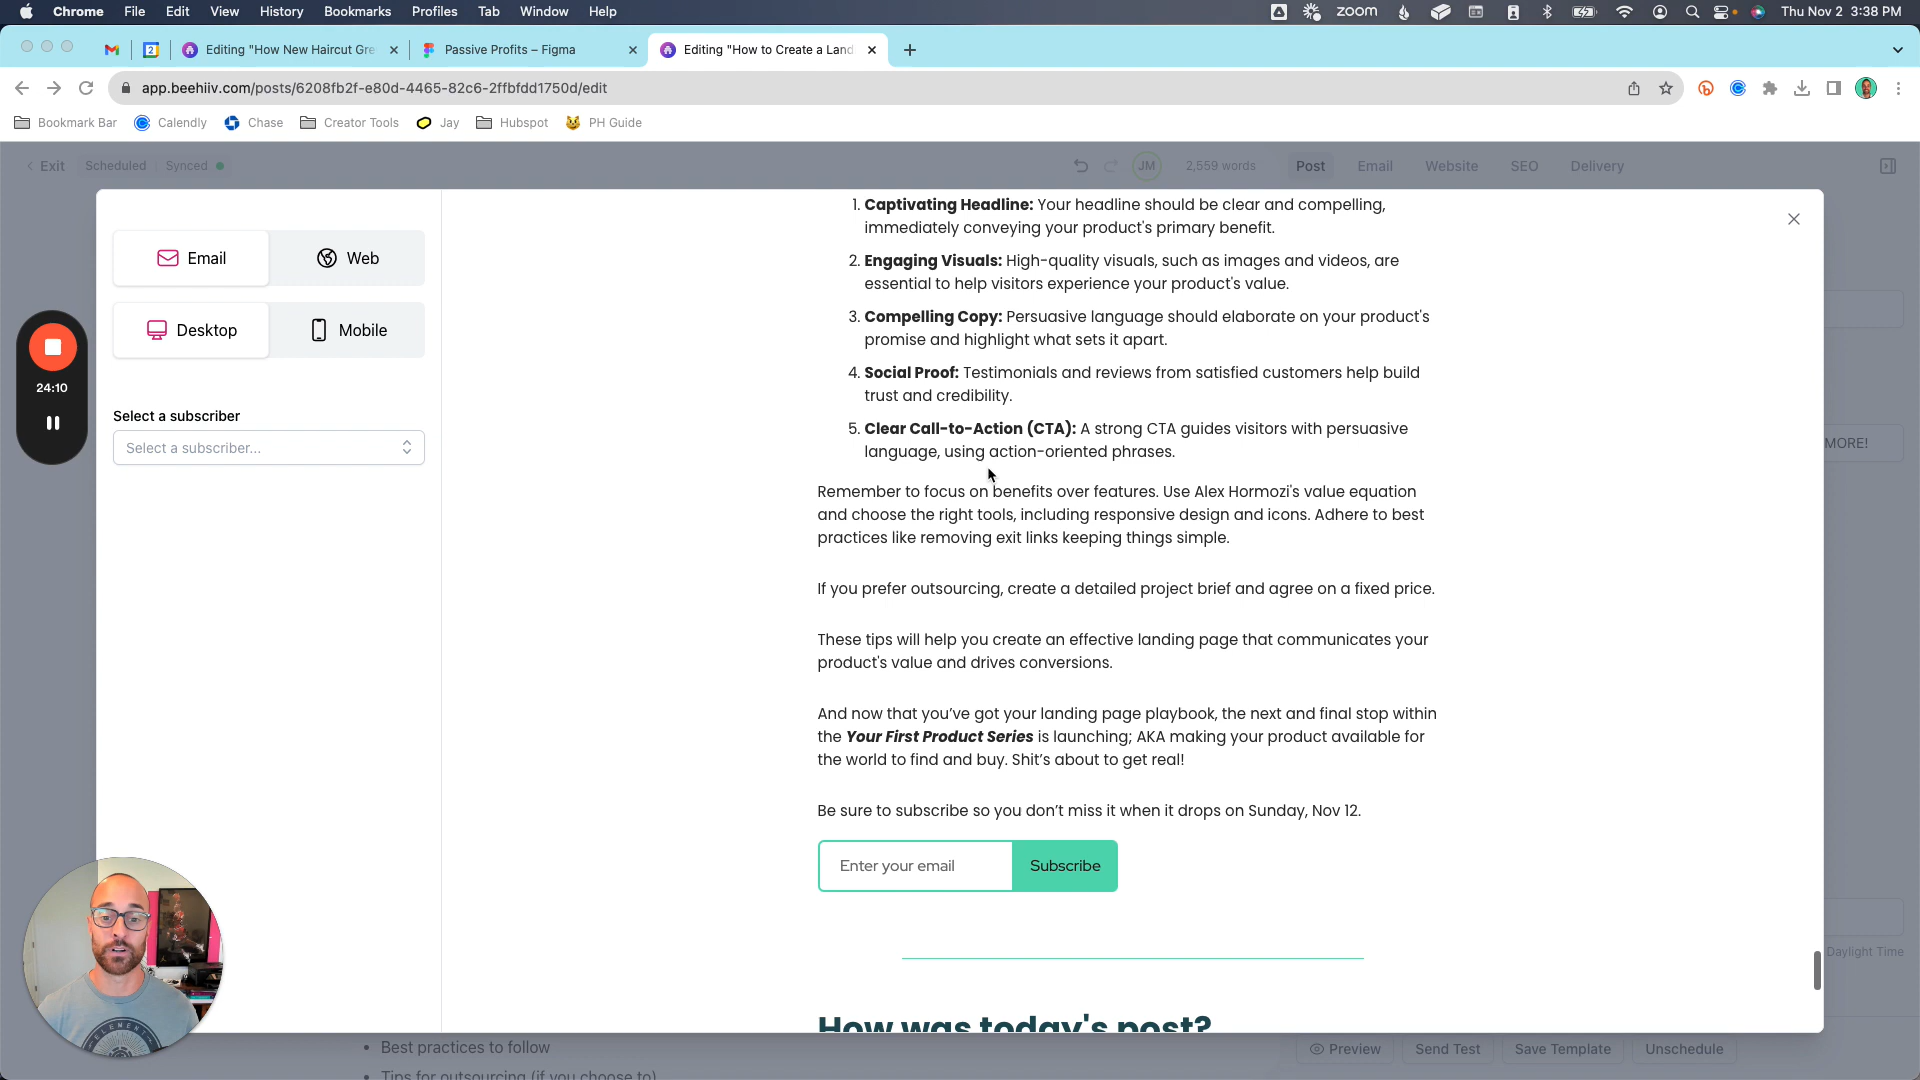 Chrome File Edit View History Bookmarks Profiles Tab Window Help zoom Thu Nov 2 3:38 PM
2 Editing "How New Haircut Gre Passive Profits – Figma Editing "How to Create a Land
app.beehiiv.com/posts/6208fb2f-e80d-4465-82c6-2ffbfdd1750d/edit
Bookmark Bar Calendly Chase Creator Tools Jay Hubspot PH Guide
Exit Scheduled Synced JM 2,559 words Post Email Website SEO Delivery
Email Web
Desktop Mobile
24:10
Select a subscriber
Select a subscriber...
1. Captivating Headline: Your headline should be clear and compelling,
immediately conveying your product's primary benefit.
2. Engaging Visuals: High-quality visuals, such as images and videos, are
essential to help visitors experience your product's value.
3. Compelling Copy: Persuasive language should elaborate on your product's
promise and highlight what sets it apart.
4. Social Proof: Testimonials and reviews from satisfied customers help build
trust and credibility.
5. Clear Call-to-Action (CTA): A strong CTA guides visitors with persuasive
language, using action-oriented phrases.
MORE!
Remember to focus on benefits over features. Use Alex Hormozi's value equation
and choose the right tools, including responsive design and icons. Adhere to best
practices like removing exit links keeping things simple.
If you prefer outsourcing, create a detailed project brief and agree on a fixed price.
These tips will help you create an effective landing page that communicates your
product's value and drives conversions.
And now that you've got your landing page playbook, the next and final stop within
the Your First Product Series is launching; AKA making your product available for
the world to find and buy. Shit's about to get real!
Be sure to subscribe so you don't miss it when it drops on Sunday, Nov 12.
Enter your email Subscribe
Daylight Time
How was today's post?
ELEMENT
Best practices to follow
Tips for outsourcing (if you choose to)
Preview Send Test Save Template Unschedule